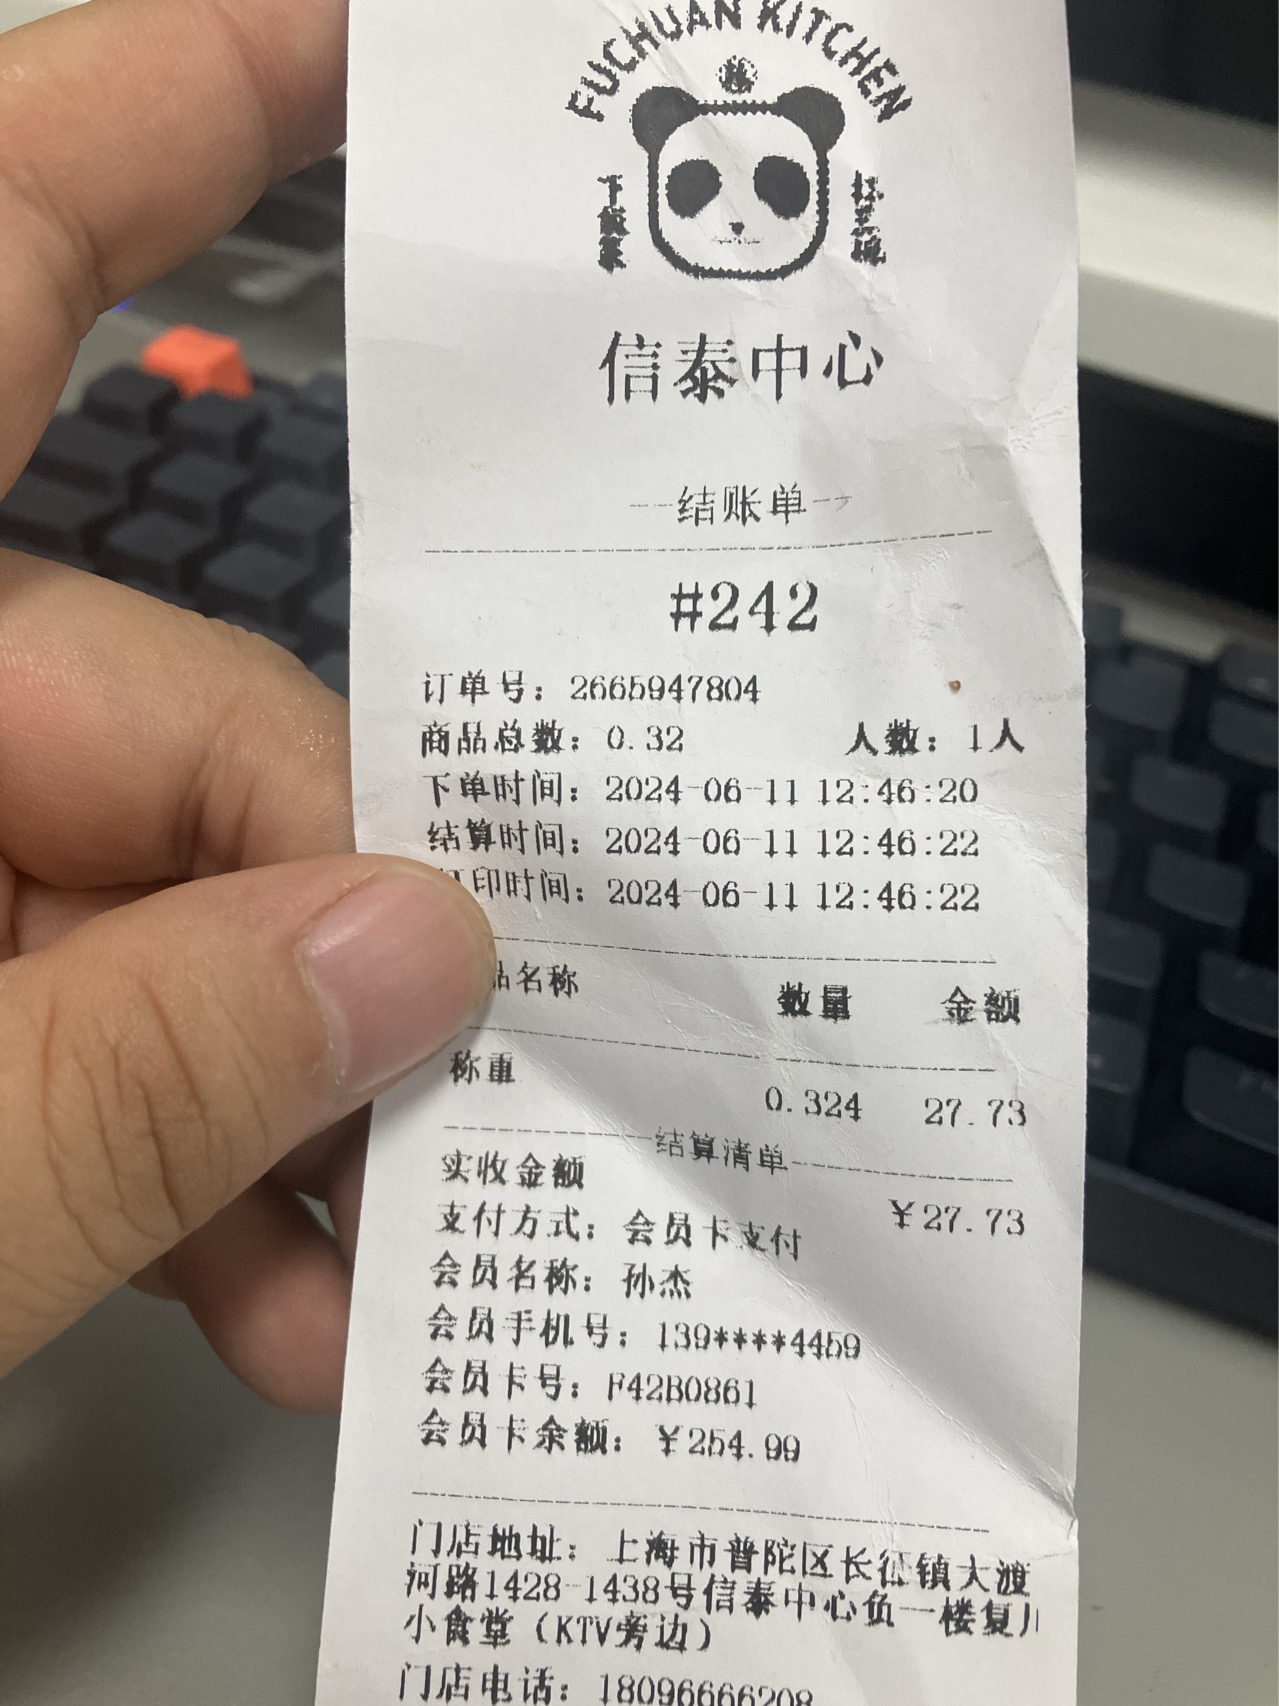 FUCHUAN KITCHEN
下饭菜
信泰中心
结账单
#242
订单号：2665947804
商品总数：0.32 人数：1人
下单时间：2024-06-11 12:46:20
结算时间：2024-06-11 12:46:22
印时间：2024-06-11 12:46:22
品名称 数量 金额
称重 0.324 27.73
结算清单
实收金额 ￥27.73
支付方式：会员卡支付
会员名称：孙杰
会员手机号：139****4459
会员卡号：F42B0861
会员卡余额：￥254.99
门店地址：上海市普陀区长征镇大渡
河路1428-1438号信泰中心负一楼复川
小食堂（KTV旁边）
门店电话：18096666208